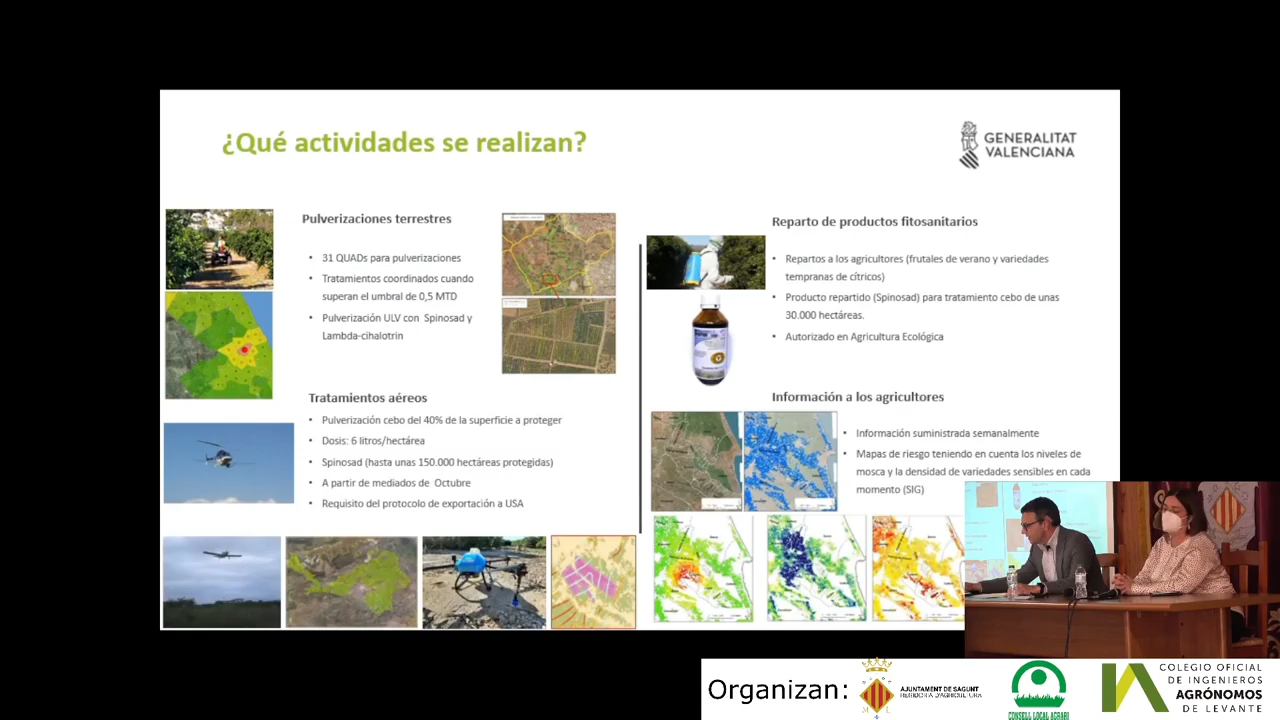 ¿Qué actividades se realizan?
GENERALITAT
VALENCIANA
Pulverizaciones terrestres
• 31 QUADs para pulverizaciones
• Tratamientos coordinados cuando
superan el umbral de 0,5 MTD
• Pulverización ULV con Spinosad y
Lambda-cihalotrin
Tratamientos aéreos
• Pulverización cebo del 40% de la superficie a proteger
• Dosis: 6 litros/hectárea
• Spinosad (hasta unas 150.000 hectáreas protegidas)
• A partir de mediados de Octubre
• Requisito del protocolo de exportación a USA
Reparto de productos fitosanitarios
• Repartos a los agricultores (frutales de verano y variedades
tempranas de cítricos)
• Producto repartido (Spinosad) para tratamiento cebo de unas
30.000 hectáreas.
• Autorizado en Agricultura Ecológica
Información a los agricultores
• Información suministrada semanalmente
• Mapas de riesgo teniendo en cuenta los niveles de
mosca y la densidad de variedades sensibles en cada
momento (SIG)
Organizan:
AJUNTAMENT DE SAGUNT
REGIDORIA D'AGRICULTURA
CONSELL LOCAL AGRARI
COLEGIO OFICIAL
DE INGENIEROS
AGRÓNOMOS
DE LEVANTE